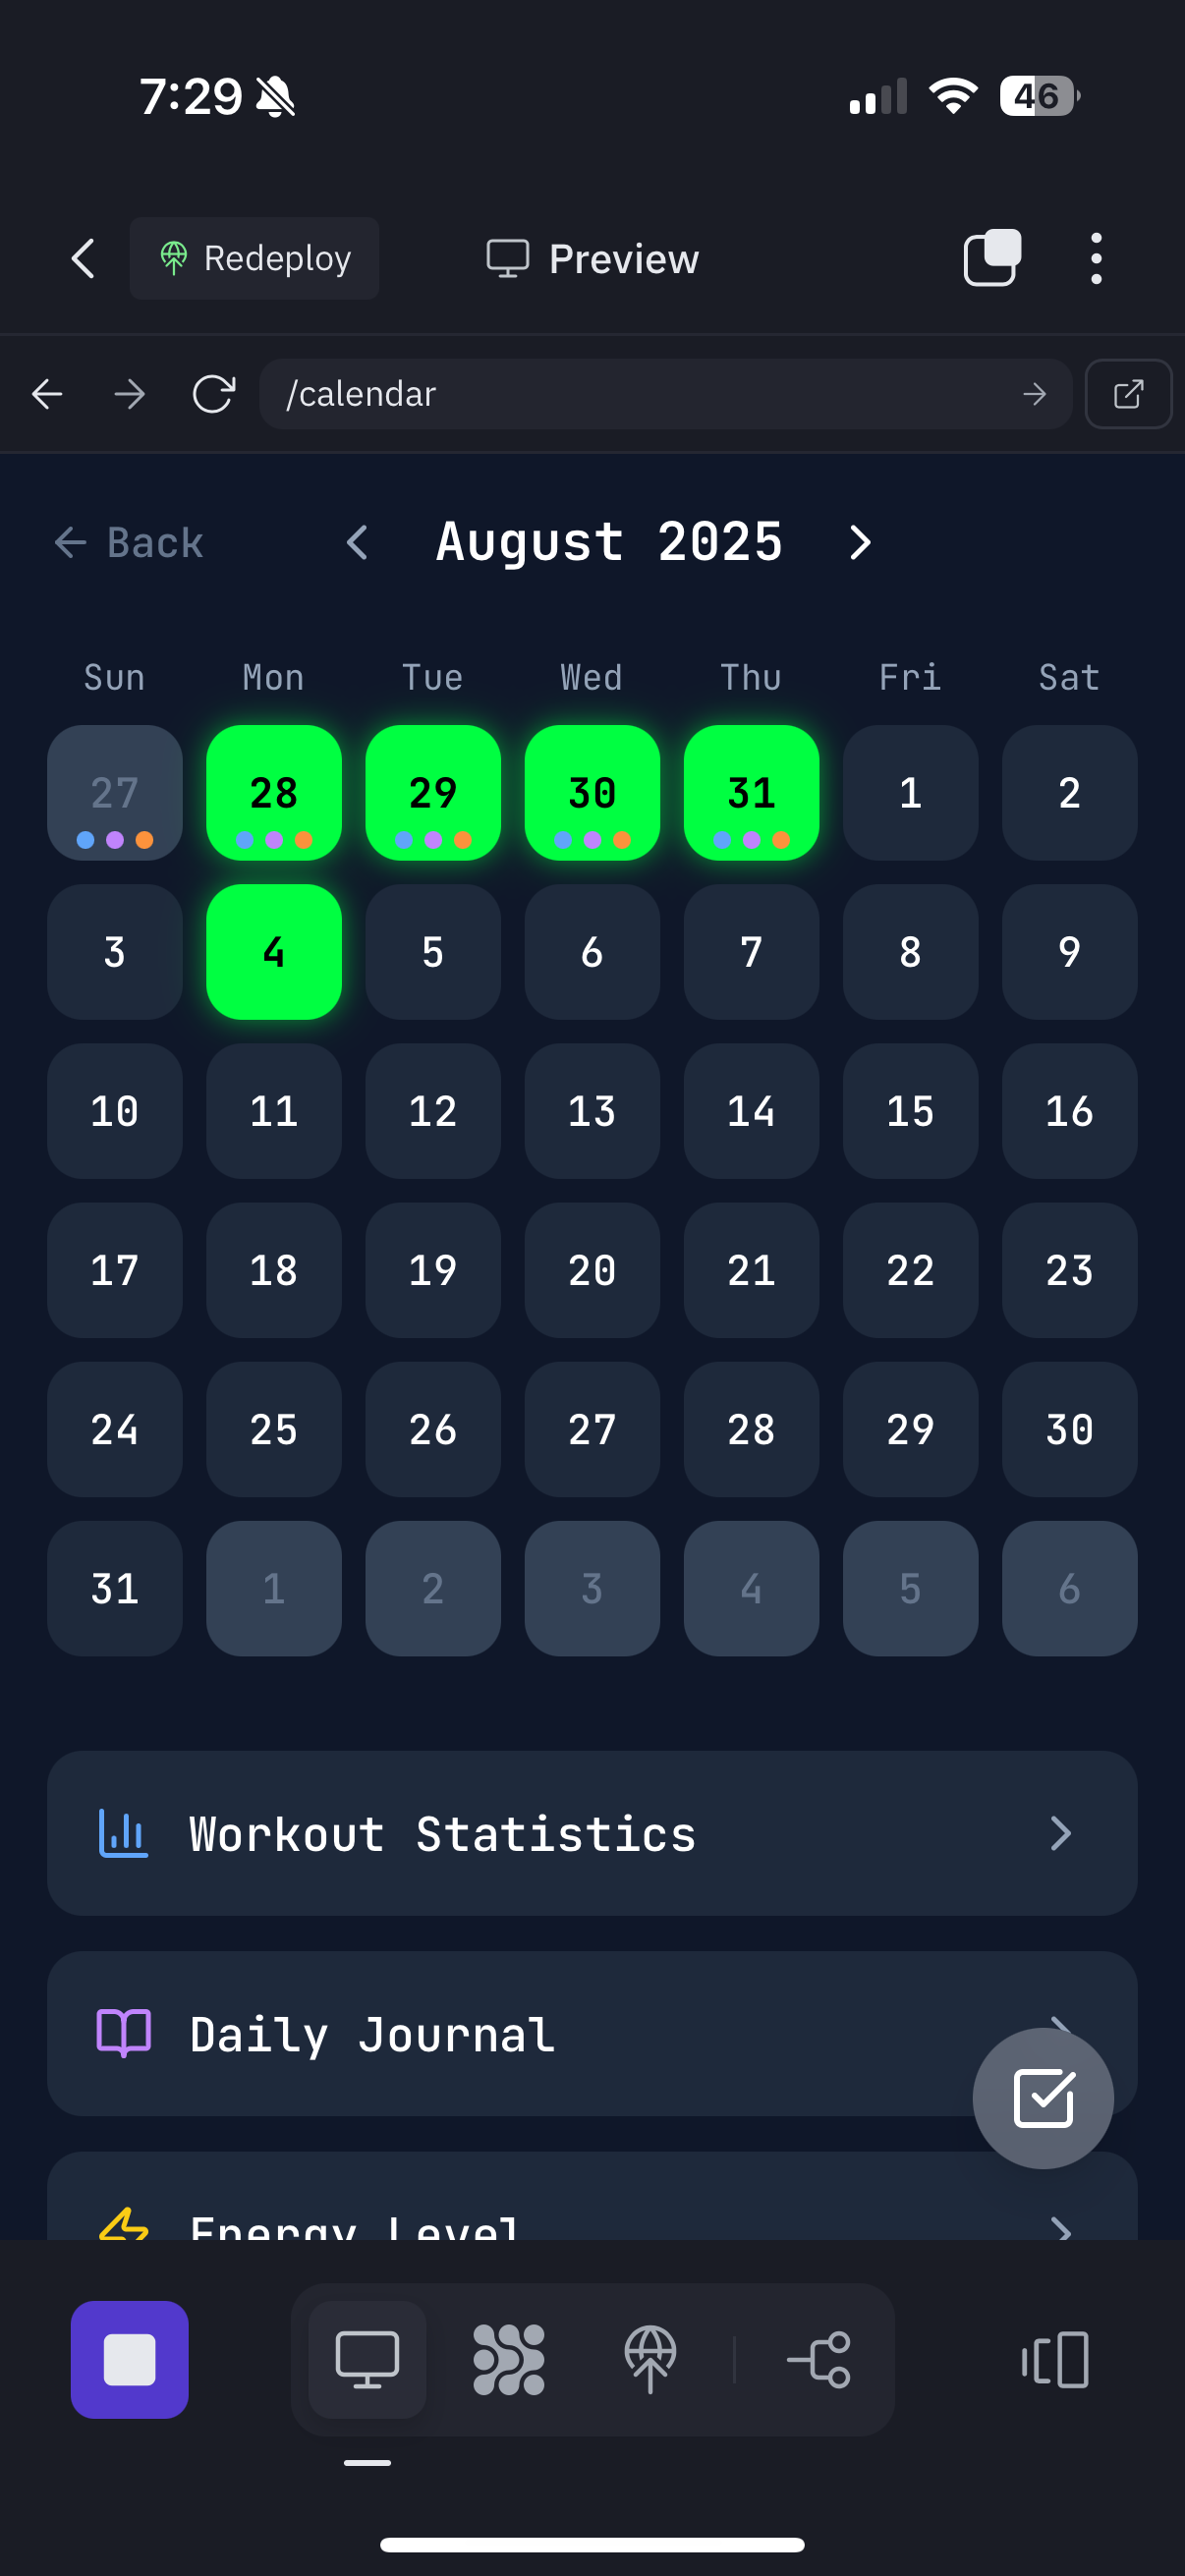 7:29
46
Redeploy
Preview
/calendar
Back
August 2025
Sun Mon Tue Wed Thu Fri Sat
27 28 29 30 31 1 2
3 4 5 6 7 8 9
10 11 12 13 14 15 16
17 18 19 20 21 22 23
24 25 26 27 28 29 30
31 1 2 3 4 5 6
Workout Statistics
Daily Journal
Energy Level